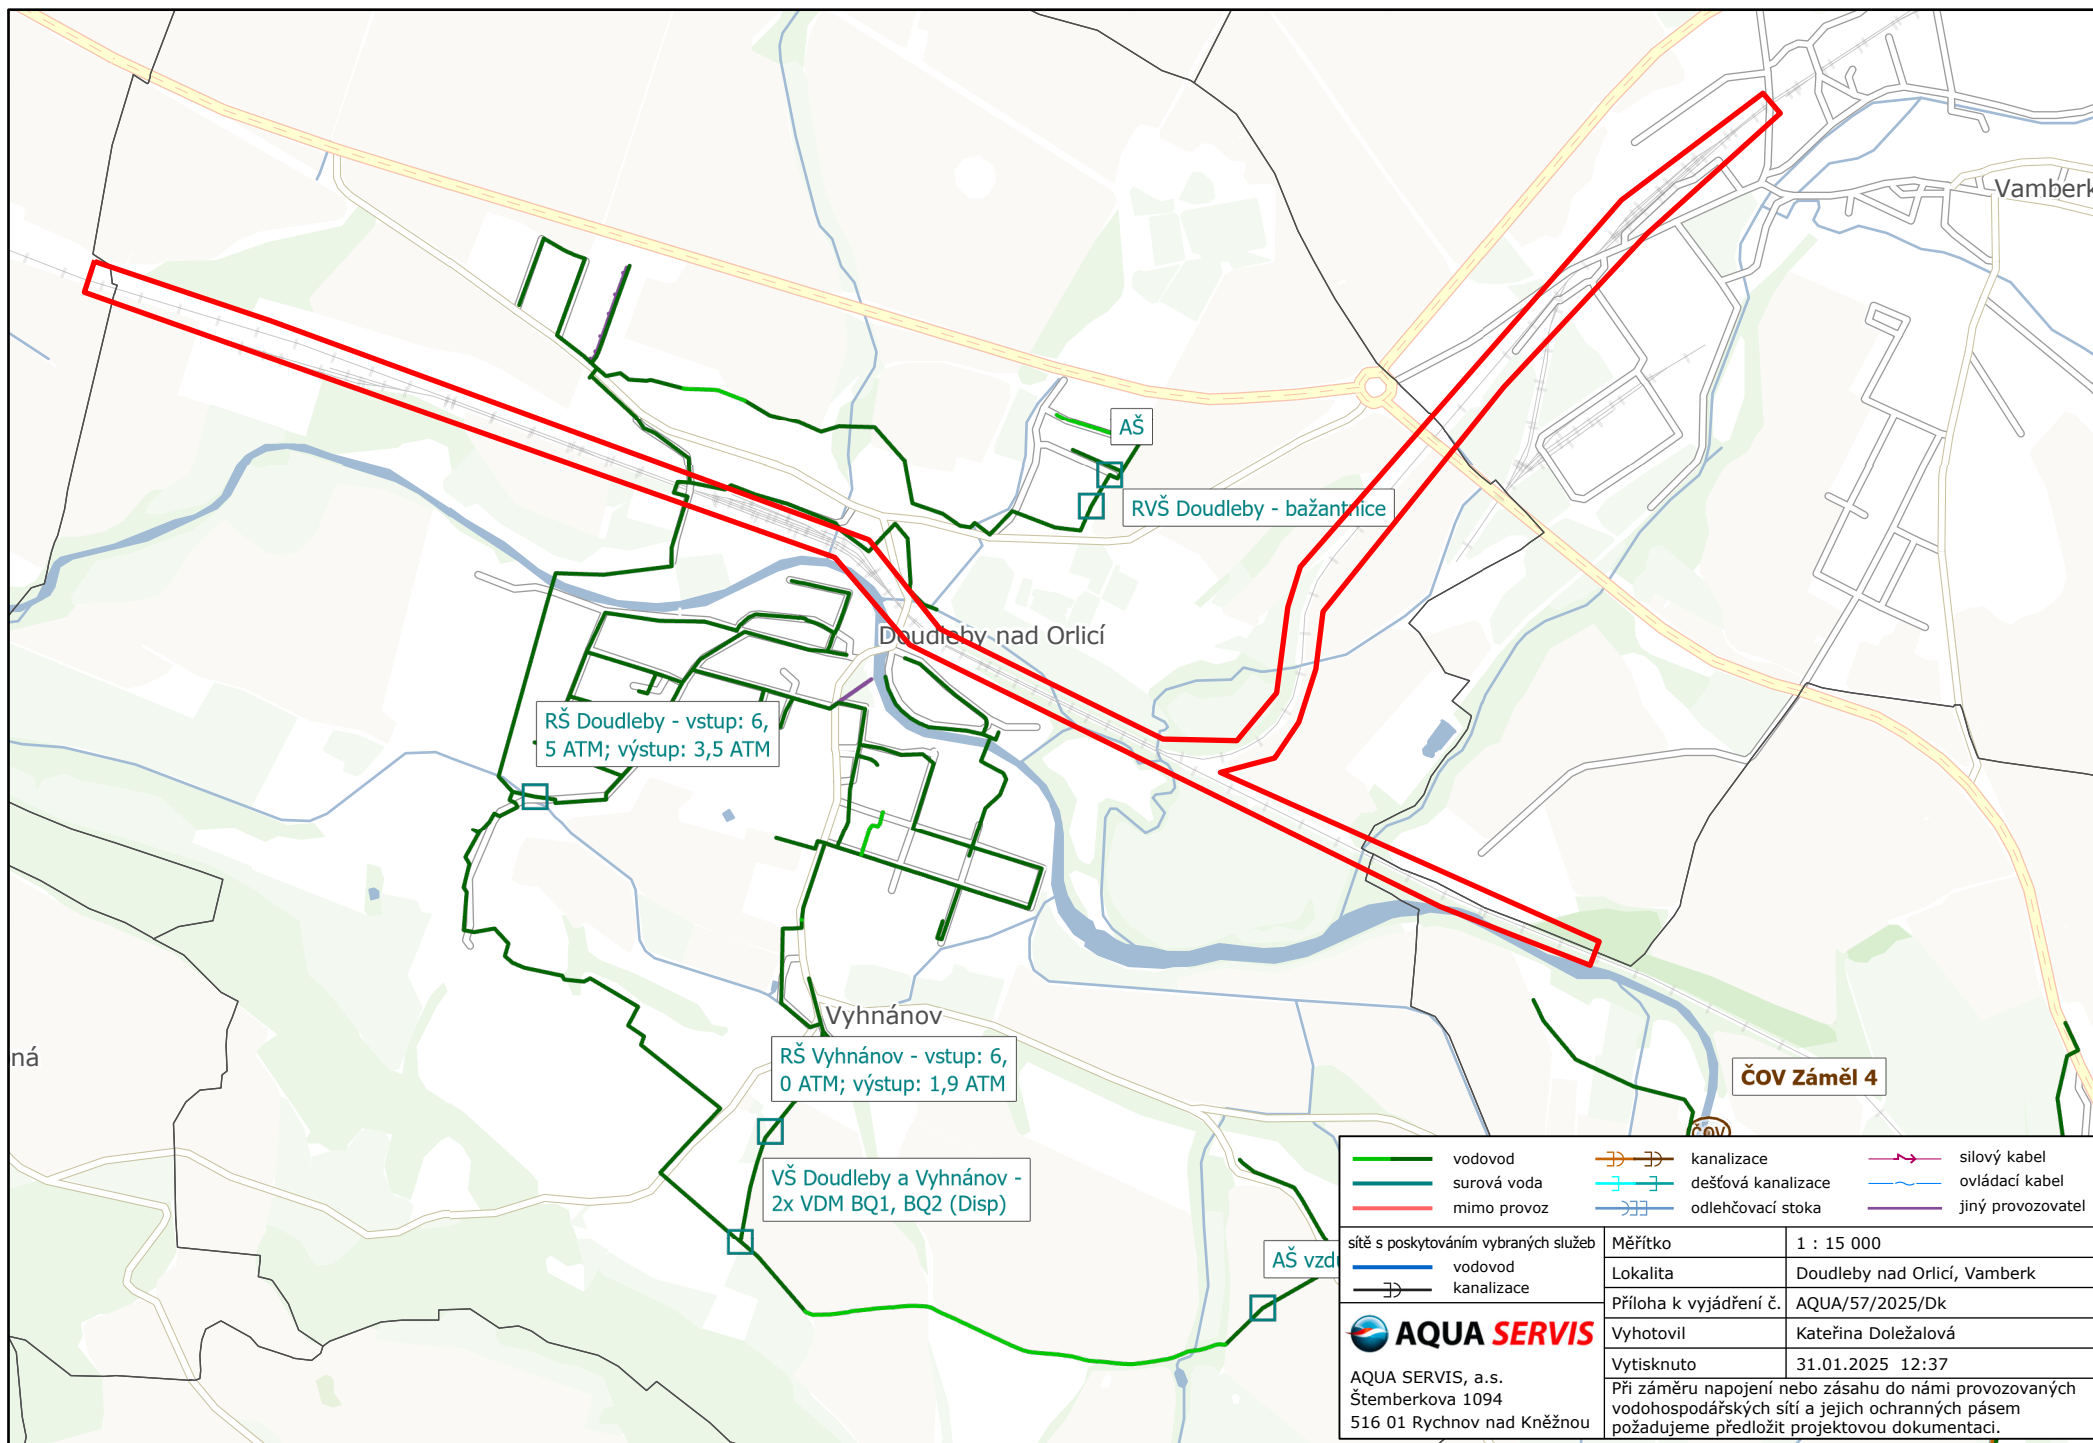 Vamberk
AŠ
RVŠ Doudleby - bažantnice
Doudleby nad Orlicí
RŠ Doudleby - vstup: 6,
5 ATM; výstup: 3,5 ATM
Vyhnánov
RŠ Vyhnánov - vstup: 6,
0 ATM; výstup: 1,9 ATM
ná
ČOV Záměl 4
ČOV
VŠ Doudleby a Vyhnánov -
2x VDM BQ1, BQ2 (Disp)
AŠ vzdu
vodovod
surová voda
mimo provoz
kanalizace
dešťová kanalizace
odlehčovací stoka
silový kabel
ovládací kabel
jiný provozovatel
sítě s poskytováním vybraných služeb
vodovod
kanalizace
AQUA SERVIS
AQUA SERVIS, a.s.
Štemberkova 1094
516 01 Rychnov nad Kněžnou
Měřítko 1 : 15 000
Lokalita Doudleby nad Orlicí, Vamberk
Příloha k vyjádření č. AQUA/57/2025/Dk
Vyhotovil Kateřina Doležalová
Vytisknuto 31.01.2025 12:37
Při záměru napojení nebo zásahu do námi provozovaných
vodohospodářských sítí a jejich ochranných pásem
požadujeme předložit projektovou dokumentaci.